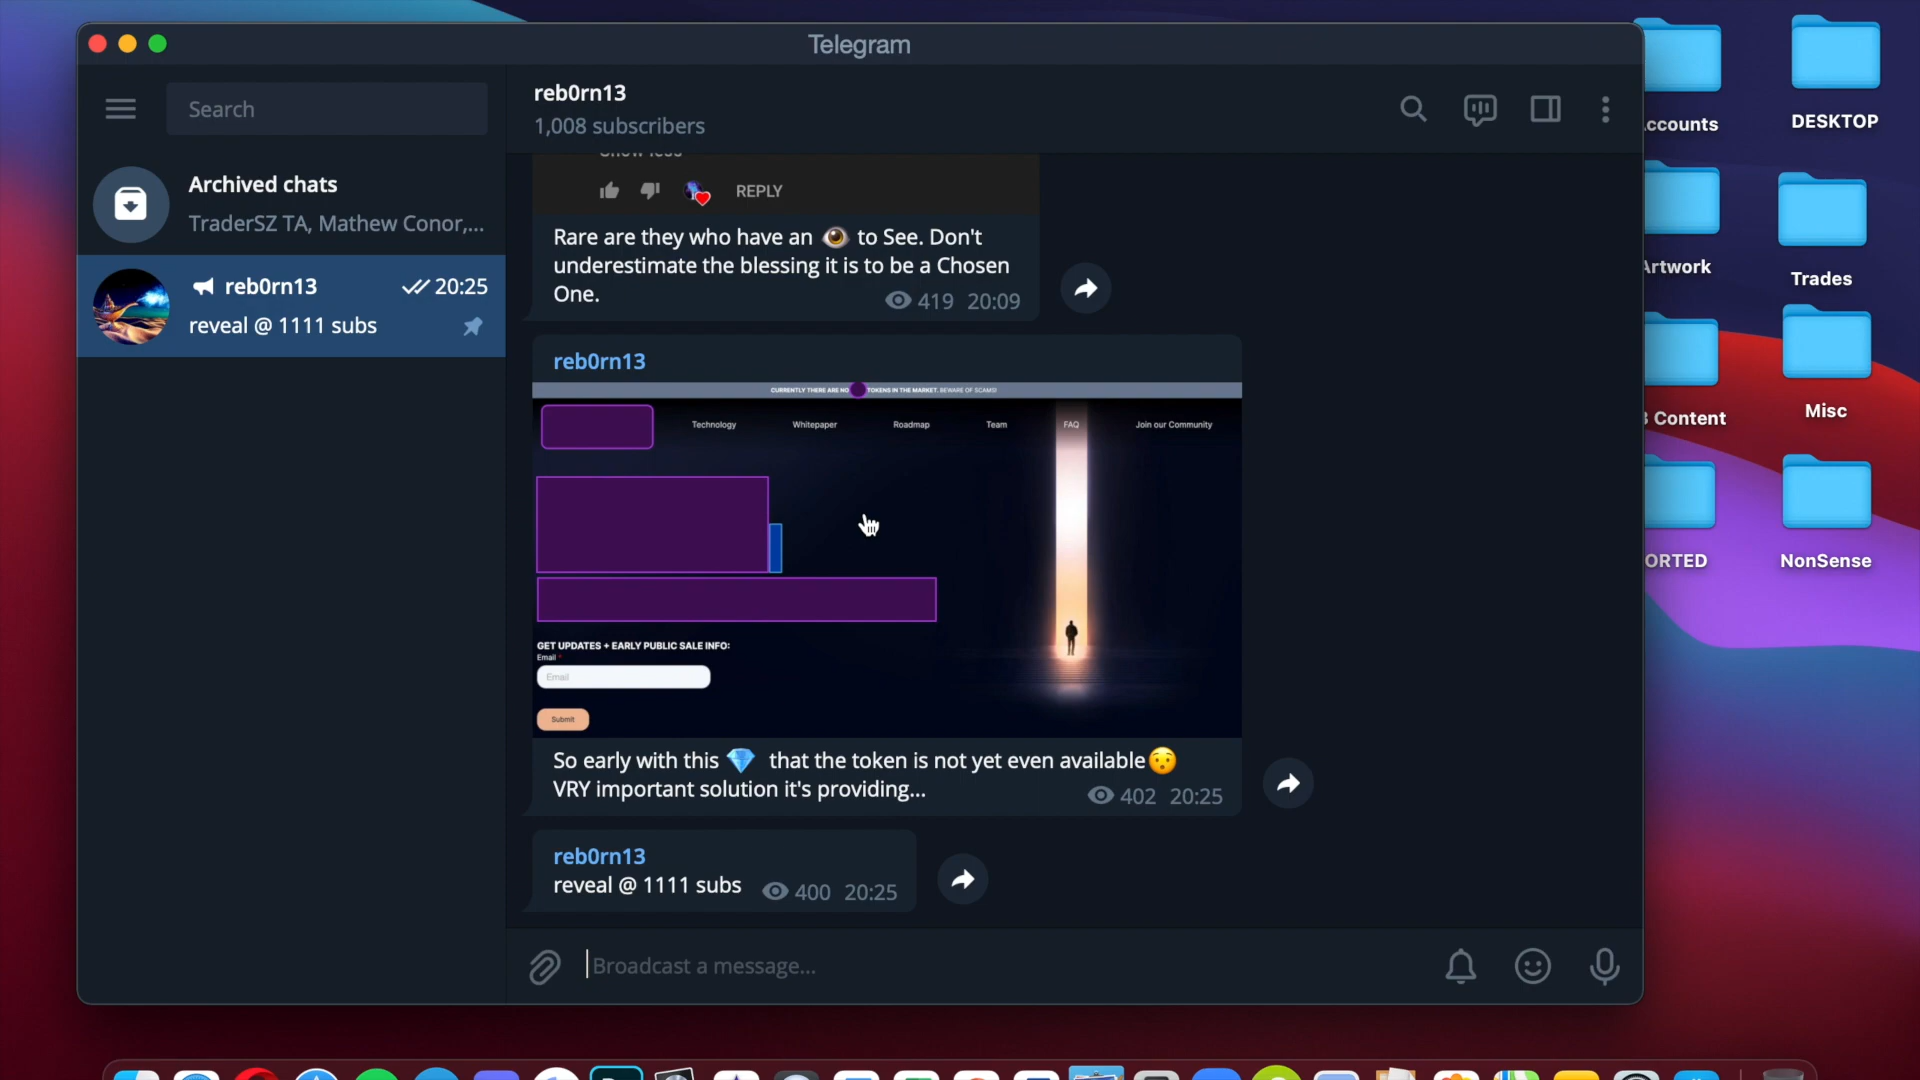 Telegram
Search
Archived chats
TraderSZ TA, Mathew Conor,...
reb0rn13
20:25
reveal @ 1111 subs
reb0rn13
1,008 subscribers
Show less
REPLY
Rare are they who have an 👁 to See. Don't
underestimate the blessing it is to be a Chosen
One.
419 20:09
reb0rn13
CURRENTLY THERE ARE NO TOKENS IN THE MARKET. BEWARE OF SCAMS!
Technology Whitepaper Roadmap Team FAQ Join our Community
GET UPDATES + EARLY PUBLIC SALE INFO:
Email *
Email
Submit
So early with this 💎 that the token is not yet even available😯
VRY important solution it's providing...
402 20:25
reb0rn13
reveal @ 1111 subs
400 20:25
Broadcast a message...
ccounts
DESKTOP
Artwork
Trades
Content
Misc
ORTED
NonSense